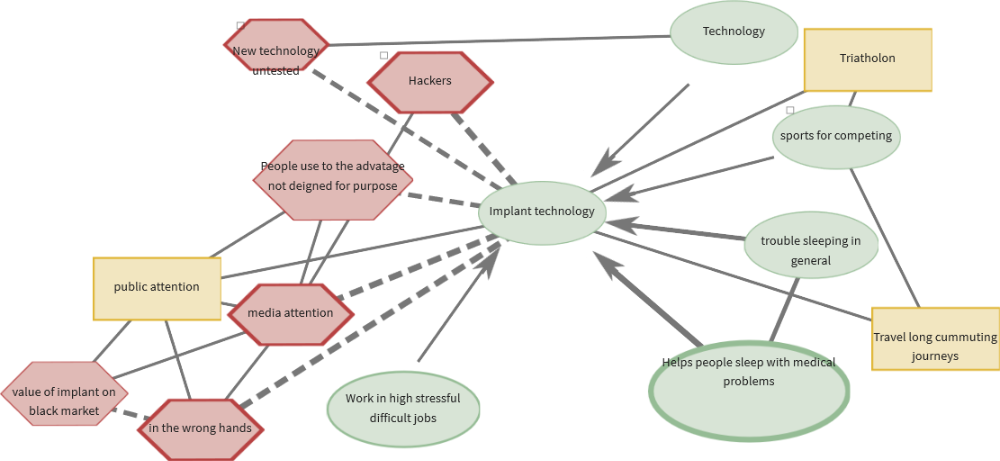 Technology
New technology
untested
Triatholon
Hackers
sports for competing
People use to the advatage
not deigned for purpose
Implant technology
trouble sleeping in
general
public attention
media attention
Travel long cummuting
journeys
Helps people sleep with medical
problems
value of implant on
black market
Work in high stressful
difficult jobs
in the wrong hands